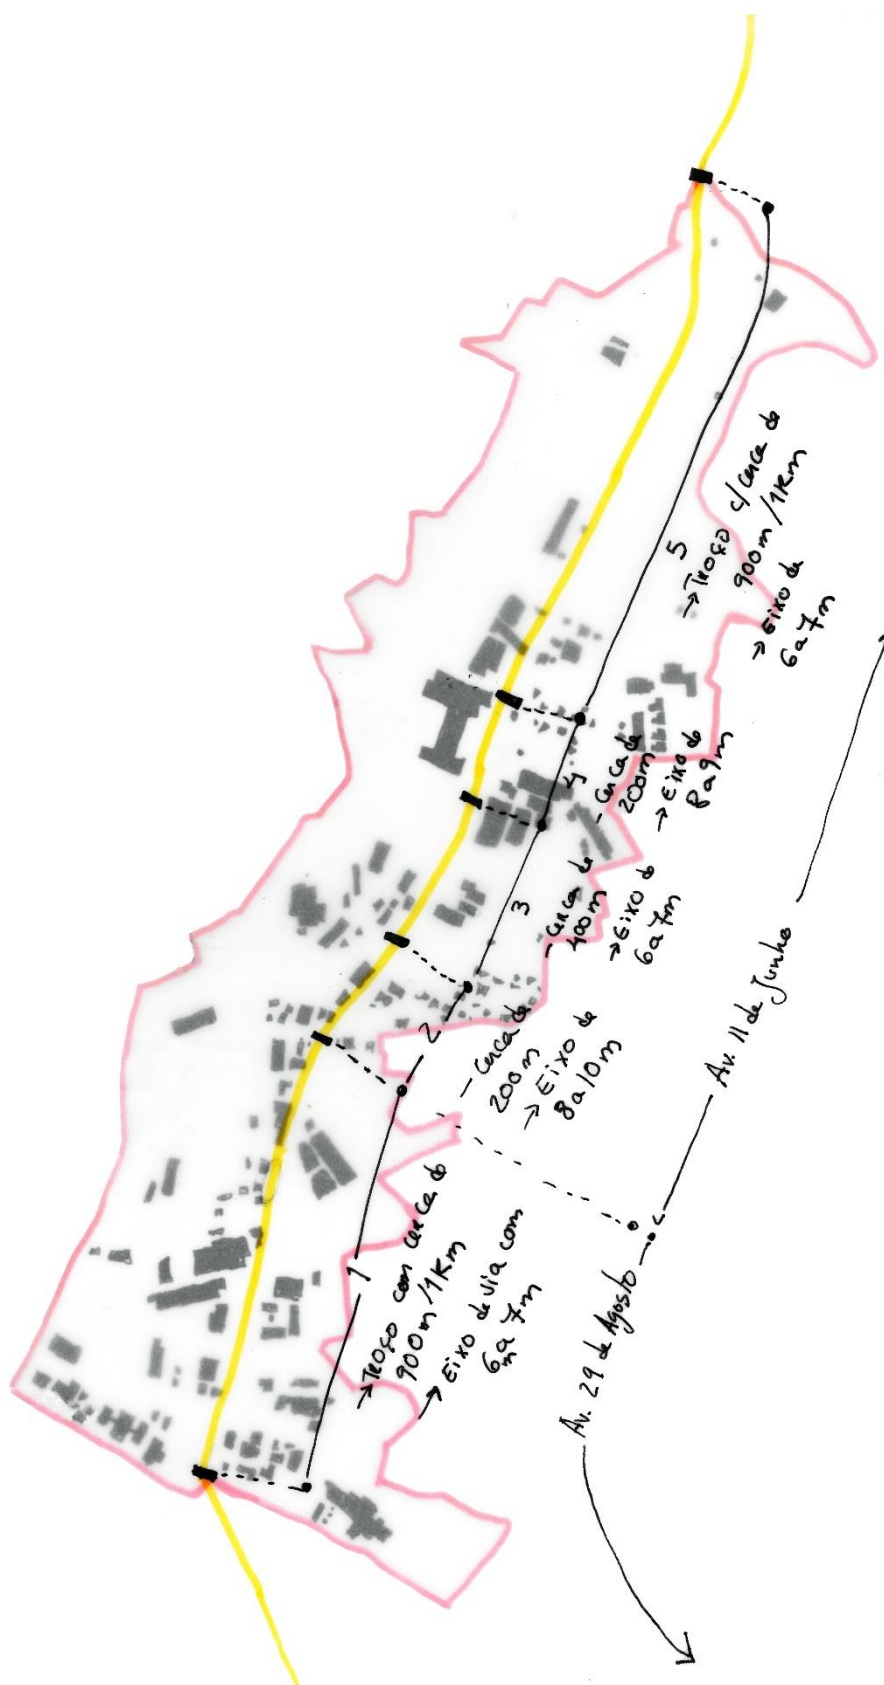 1
→ Troço com cerca de
900m /1Km
→ Eixo de via com
6 a 7m
m
2
- Cerca de
200m
→ Eixo de
8 a 10m
3
- Cerca de
400m
→ Eixo de
6 a 7m
4
- Cerca de
200m
→ Eixo de
8 a 9m
5
→ Troço c/ cerca de
900m /1Km
→ Eixo de
6 a 7m
Av. 29 de Agosto
Av. 11 de Junho